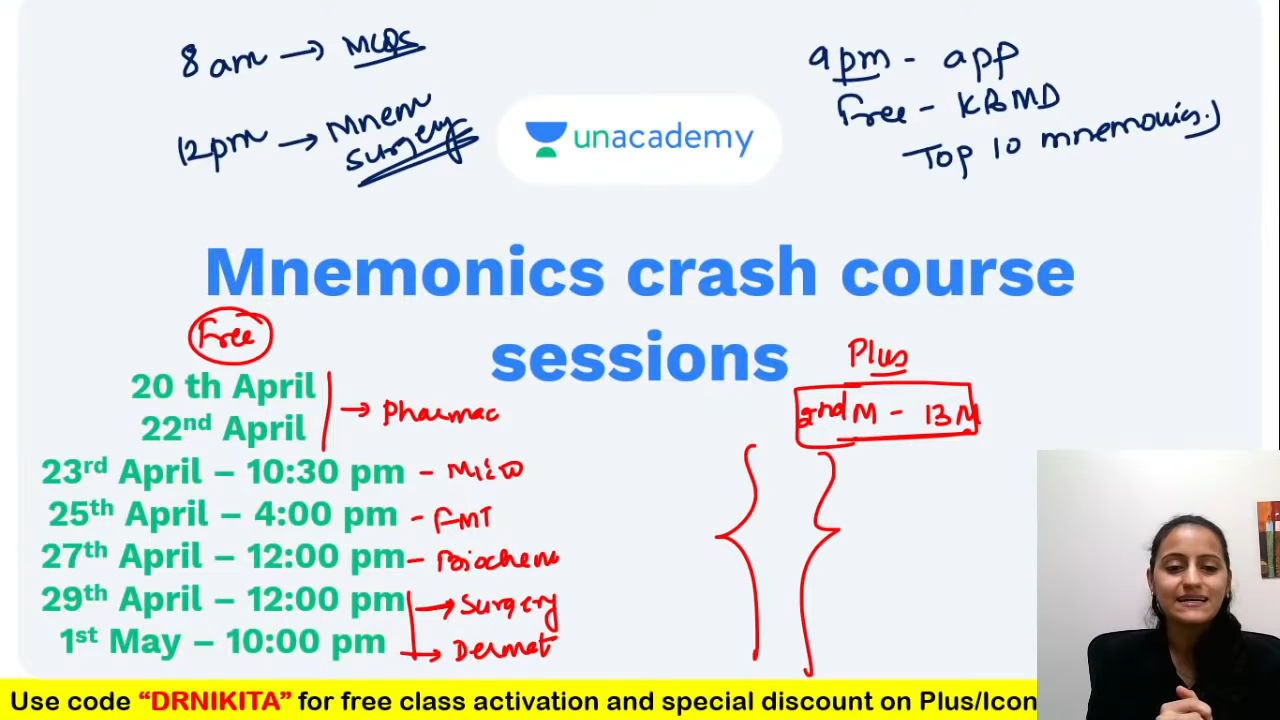 8 am → MCQs
12pm → Mnem
surgery
9pm - app
Free - KBMD
Top 10 mnemonics.)
unacademy
Mnemonics crash course
sessions
Free
Plus
20 th April
22nd April
→ Pharmac
2nd M - 13 M
23rd April – 10:30 pm - Micro
25th April – 4:00 pm - FMT
27th April – 12:00 pm - Biochem
29th April – 12:00 pm → Surgery
1st May – 10:00 pm → Dermat
Use code “DRNIKITA” for free class activation and special discount on Plus/Icon